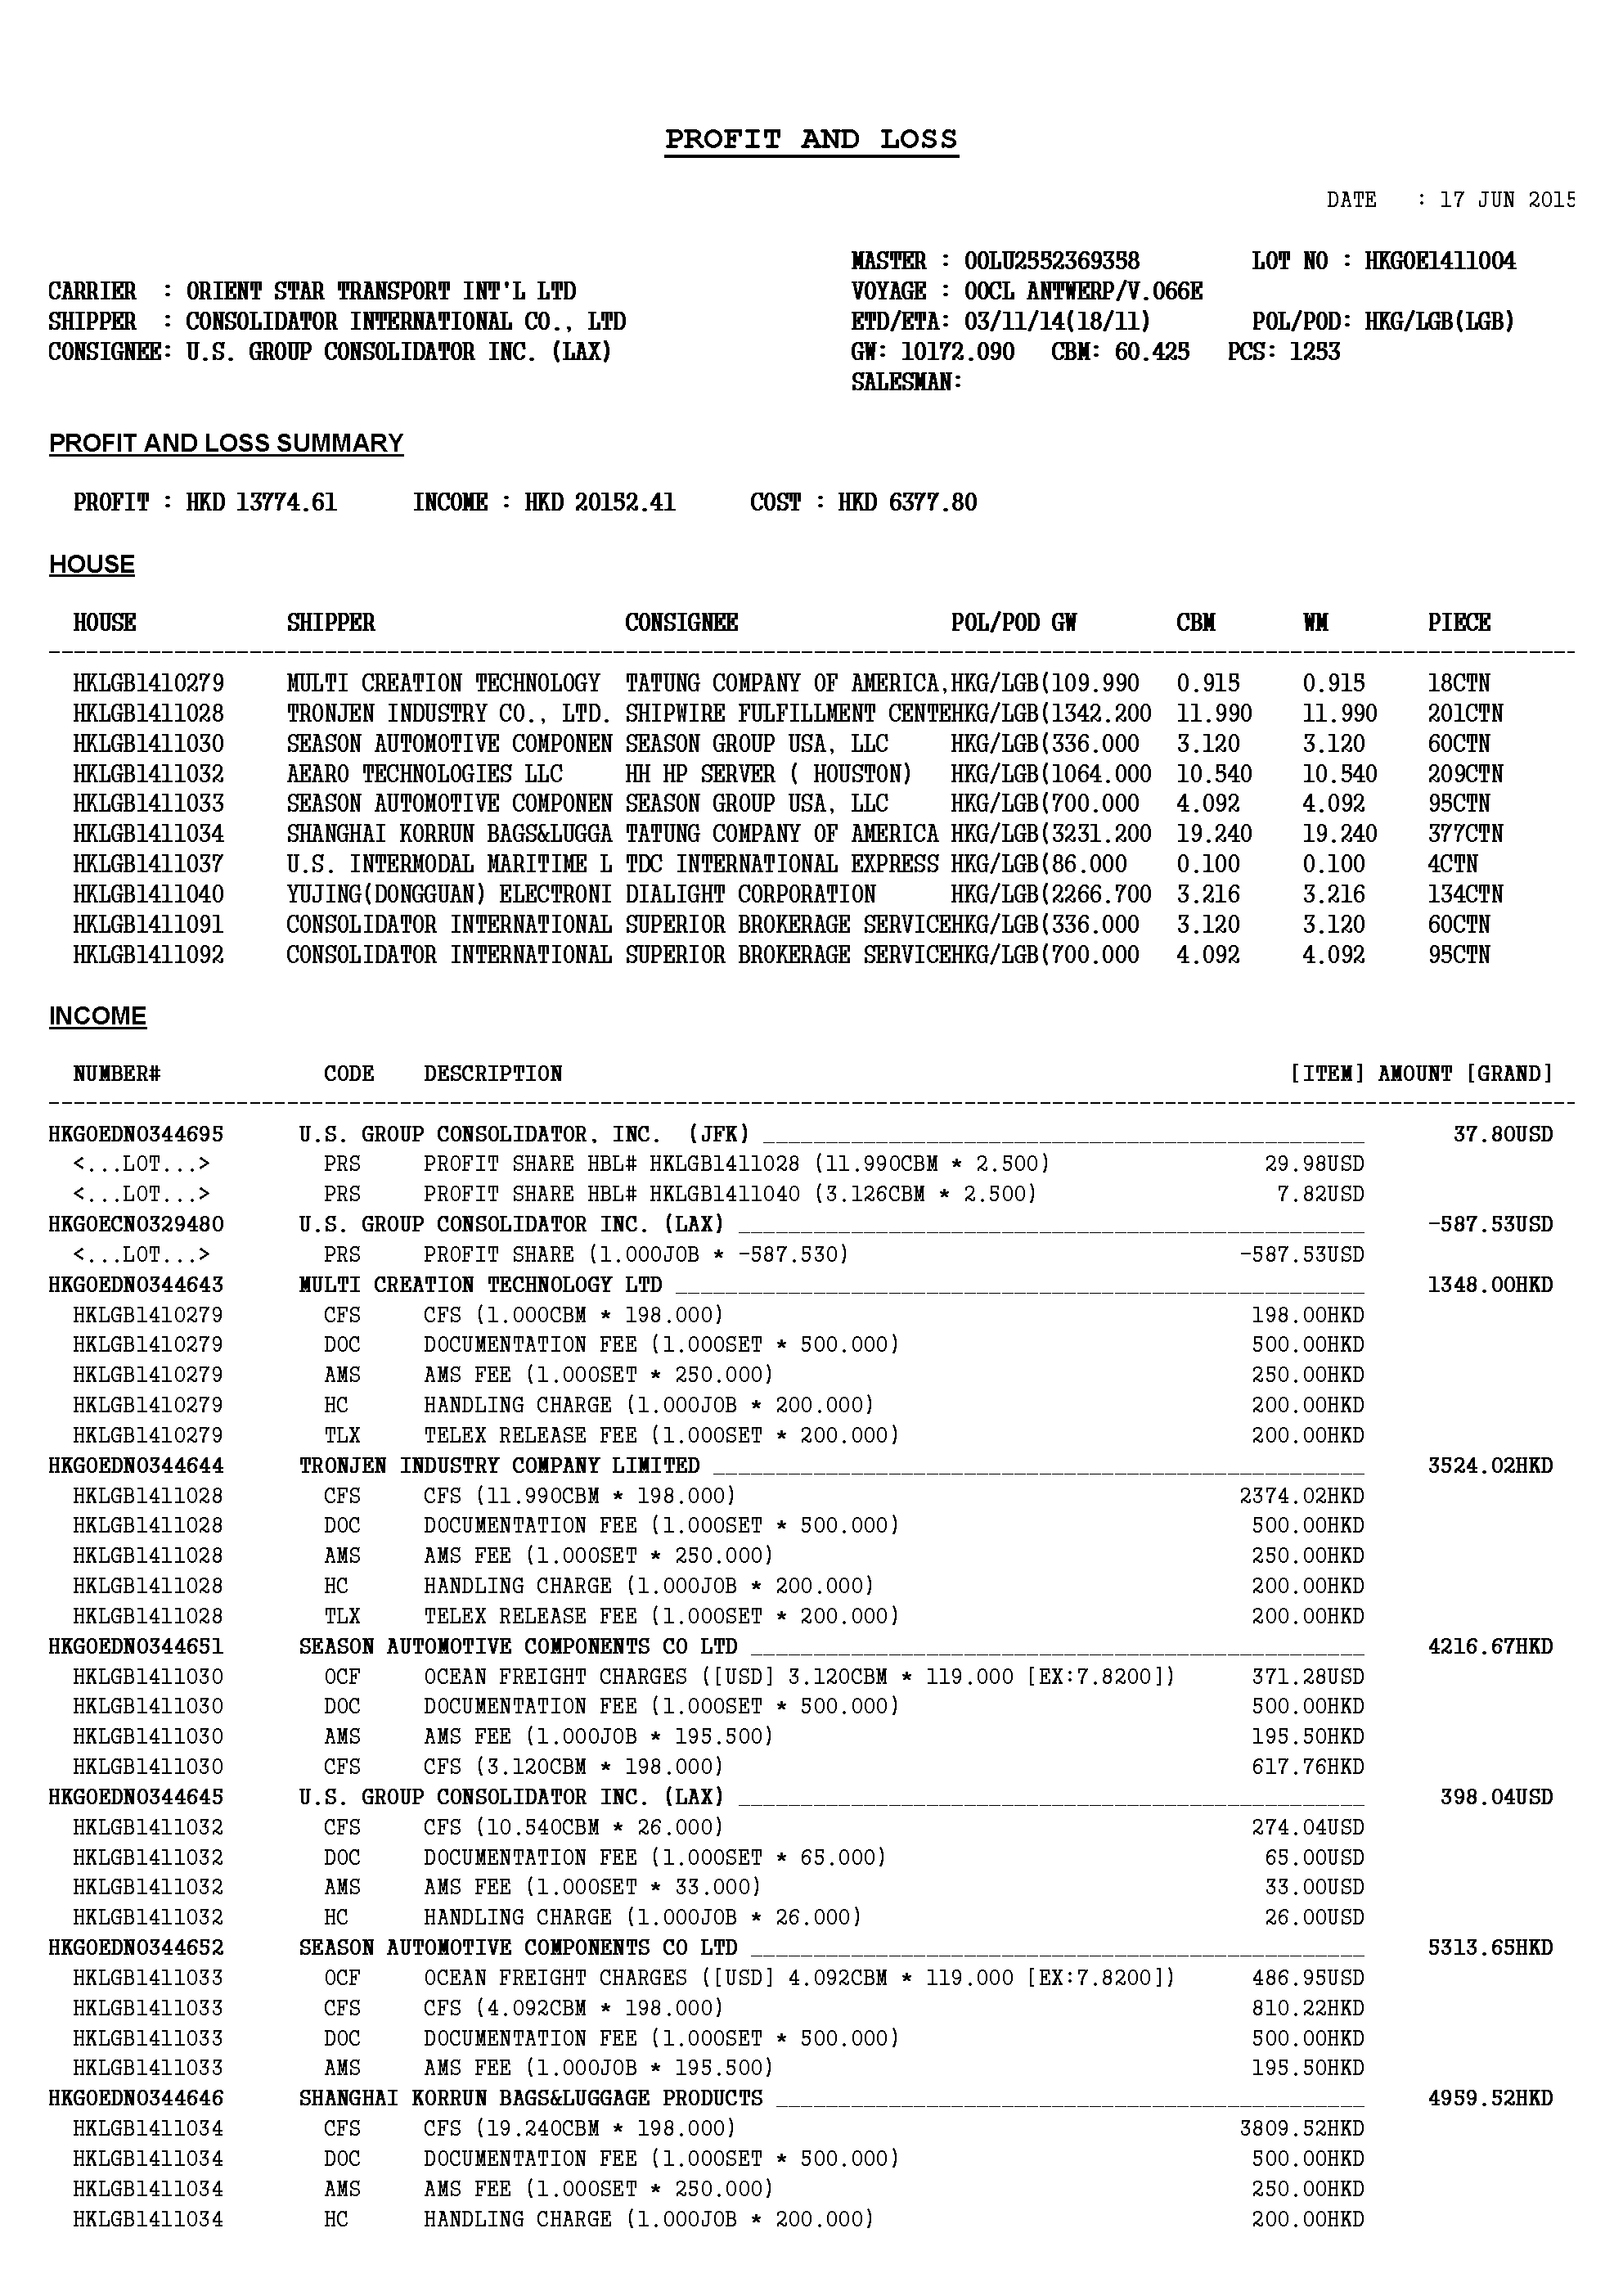 PROFIT AND LOSS
DATE : 17 JUN 2015
MASTER : OOLU2552369358 LOT NO : HKGOE1411004
CARRIER : ORIENT STAR TRANSPORT INT'L LTD VOYAGE : OOCL ANTWERP/V.066E
SHIPPER : CONSOLIDATOR INTERNATIONAL CO., LTD ETD/ETA: 03/11/14(18/11) POL/POD: HKG/LGB(LGB)
CONSIGNEE: U.S. GROUP CONSOLIDATOR INC. (LAX) GW: 10172.090 CBM: 60.425 PCS: 1253
SALESMAN:
PROFIT AND LOSS SUMMARY
PROFIT : HKD 13774.61 INCOME : HKD 20152.41 COST : HKD 6377.80
HOUSE
HOUSE SHIPPER CONSIGNEE POL/POD GW CBM WM PIECE
HKLGB1410279 MULTI CREATION TECHNOLOGY TATUNG COMPANY OF AMERICA,HKG/LGB(109.990 0.915 0.915 18CTN
HKLGB1411028 TRONJEN INDUSTRY CO., LTD. SHIPWIRE FULFILLMENT CENTEHKG/LGB(1342.200 11.990 11.990 201CTN
HKLGB1411030 SEASON AUTOMOTIVE COMPONEN SEASON GROUP USA, LLC HKG/LGB(336.000 3.120 3.120 60CTN
HKLGB1411032 AEARO TECHNOLOGIES LLC HH HP SERVER ( HOUSTON) HKG/LGB(1064.000 10.540 10.540 209CTN
HKLGB1411033 SEASON AUTOMOTIVE COMPONEN SEASON GROUP USA, LLC HKG/LGB(700.000 4.092 4.092 95CTN
HKLGB1411034 SHANGHAI KORRUN BAGS&LUGGA TATUNG COMPANY OF AMERICA HKG/LGB(3231.200 19.240 19.240 377CTN
HKLGB1411037 U.S. INTERMODAL MARITIME L TDC INTERNATIONAL EXPRESS HKG/LGB(86.000 0.100 0.100 4CTN
HKLGB1411040 YUJING(DONGGUAN) ELECTRONI DIALIGHT CORPORATION HKG/LGB(2266.700 3.216 3.216 134CTN
HKLGB1411091 CONSOLIDATOR INTERNATIONAL SUPERIOR BROKERAGE SERVICEHKG/LGB(336.000 3.120 3.120 60CTN
HKLGB1411092 CONSOLIDATOR INTERNATIONAL SUPERIOR BROKERAGE SERVICEHKG/LGB(700.000 4.092 4.092 95CTN
INCOME
NUMBER# CODE DESCRIPTION [ITEM] AMOUNT [GRAND]
HKGOEDNO344695 U.S. GROUP CONSOLIDATOR, INC. (JFK) 37.80USD
<...LOT...> PRS PROFIT SHARE HBL# HKLGB1411028 (11.990CBM * 2.500) 29.98USD
<...LOT...> PRS PROFIT SHARE HBL# HKLGB1411040 (3.126CBM * 2.500) 7.82USD
HKGOECNO329480 U.S. GROUP CONSOLIDATOR INC. (LAX) -587.53USD
<...LOT...> PRS PROFIT SHARE (1.000JOB * -587.530) -587.53USD
HKGOEDNO344643 MULTI CREATION TECHNOLOGY LTD 1348.00HKD
HKLGB1410279 CFS CFS (1.000CBM * 198.000) 198.00HKD
HKLGB1410279 DOC DOCUMENTATION FEE (1.000SET * 500.000) 500.00HKD
HKLGB1410279 AMS AMS FEE (1.000SET * 250.000) 250.00HKD
HKLGB1410279 HC HANDLING CHARGE (1.000JOB * 200.000) 200.00HKD
HKLGB1410279 TLX TELEX RELEASE FEE (1.000SET * 200.000) 200.00HKD
HKGOEDNO344644 TRONJEN INDUSTRY COMPANY LIMITED 3524.02HKD
HKLGB1411028 CFS CFS (11.990CBM * 198.000) 2374.02HKD
HKLGB1411028 DOC DOCUMENTATION FEE (1.000SET * 500.000) 500.00HKD
HKLGB1411028 AMS AMS FEE (1.000SET * 250.000) 250.00HKD
HKLGB1411028 HC HANDLING CHARGE (1.000JOB * 200.000) 200.00HKD
HKLGB1411028 TLX TELEX RELEASE FEE (1.000SET * 200.000) 200.00HKD
HKGOEDNO344651 SEASON AUTOMOTIVE COMPONENTS CO LTD 4216.67HKD
HKLGB1411030 OCF OCEAN FREIGHT CHARGES ([USD] 3.120CBM * 119.000 [EX:7.8200]) 371.28USD
HKLGB1411030 DOC DOCUMENTATION FEE (1.000SET * 500.000) 500.00HKD
HKLGB1411030 AMS AMS FEE (1.000JOB * 195.500) 195.50HKD
HKLGB1411030 CFS CFS (3.120CBM * 198.000) 617.76HKD
HKGOEDNO344645 U.S. GROUP CONSOLIDATOR INC. (LAX) 398.04USD
HKLGB1411032 CFS CFS (10.540CBM * 26.000) 274.04USD
HKLGB1411032 DOC DOCUMENTATION FEE (1.000SET * 65.000) 65.00USD
HKLGB1411032 AMS AMS FEE (1.000SET * 33.000) 33.00USD
HKLGB1411032 HC HANDLING CHARGE (1.000JOB * 26.000) 26.00USD
HKGOEDNO344652 SEASON AUTOMOTIVE COMPONENTS CO LTD 5313.65HKD
HKLGB1411033 OCF OCEAN FREIGHT CHARGES ([USD] 4.092CBM * 119.000 [EX:7.8200]) 486.95USD
HKLGB1411033 CFS CFS (4.092CBM * 198.000) 810.22HKD
HKLGB1411033 DOC DOCUMENTATION FEE (1.000SET * 500.000) 500.00HKD
HKLGB1411033 AMS AMS FEE (1.000JOB * 195.500) 195.50HKD
HKGOEDNO344646 SHANGHAI KORRUN BAGS&LUGGAGE PRODUCTS 4959.52HKD
HKLGB1411034 CFS CFS (19.240CBM * 198.000) 3809.52HKD
HKLGB1411034 DOC DOCUMENTATION FEE (1.000SET * 500.000) 500.00HKD
HKLGB1411034 AMS AMS FEE (1.000SET * 250.000) 250.00HKD
HKLGB1411034 HC HANDLING CHARGE (1.000JOB * 200.000) 200.00HKD